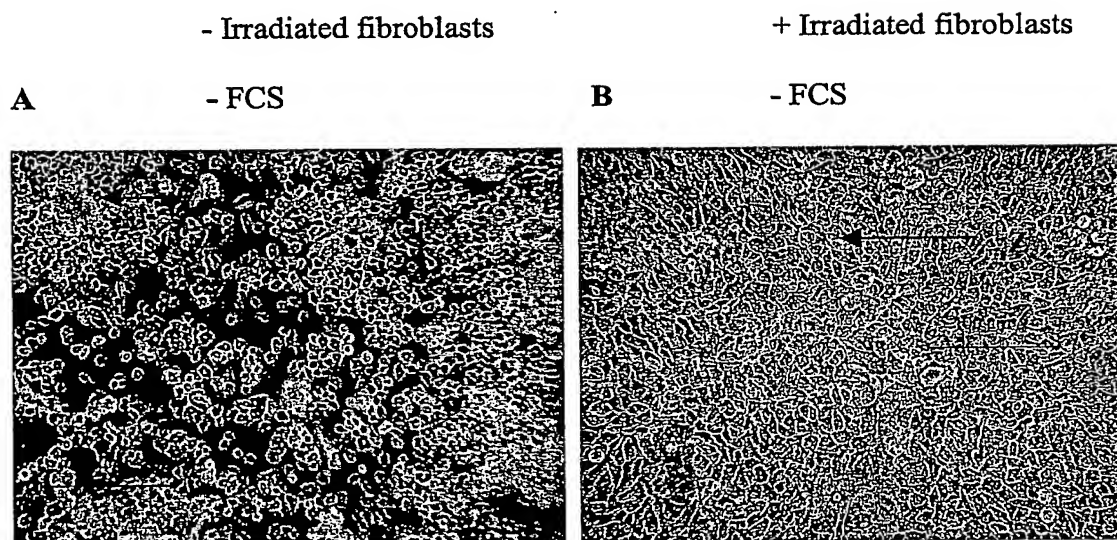 - Irradiated fibroblasts
+ Irradiated fibroblasts
A - FCS
B - FCS